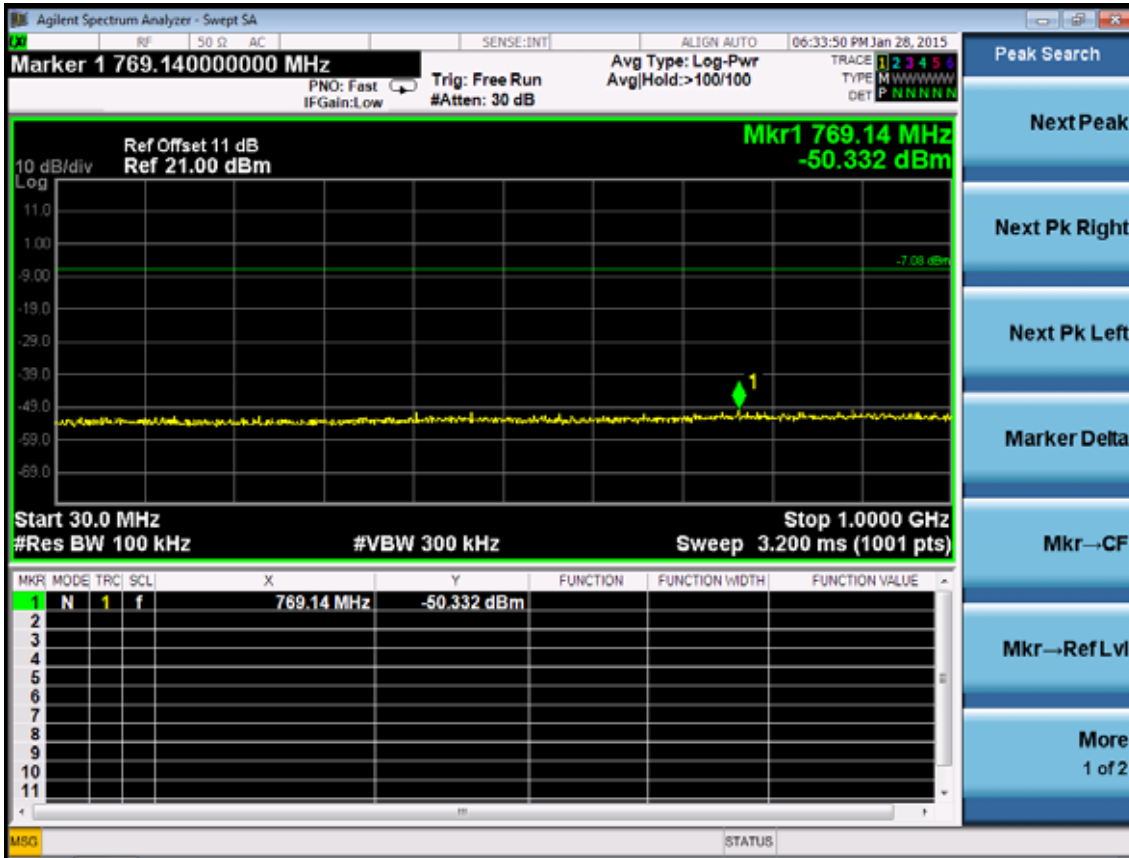 Agilent Spectrum Analyzer - Swept SA
RF 50 Ω AC SENSE:INT ALIGN AUTO 06:33:50 PM Jan 28, 2015
Marker 1 769.140000000 MHz
PNO: Fast
IFGain:Low
Trig: Free Run
#Atten: 30 dB
Avg Type: Log-Pwr
Avg|Hold:>100/100
TRACE 1 2 3 4 5 6
TYPE M W W W W W
DET P N N N N N
Ref Offset 11 dB
10 dB/div Ref 21.00 dBm
Log
Mkr1 769.14 MHz
-50.332 dBm
11.0
1.00
-9.00
-19.0
-29.0
-39.0
-49.0
-59.0
-69.0
-7.08 dBm
1
Start 30.0 MHz Stop 1.0000 GHz
#Res BW 100 kHz #VBW 300 kHz Sweep 3.200 ms (1001 pts)
MKR MODE TRC SCL X Y FUNCTION FUNCTION WIDTH FUNCTION VALUE
1 N 1 f 769.14 MHz -50.332 dBm
2
3
4
5
6
7
8
9
10
11
MSG STATUS
Peak Search
Next Peak
Next Pk Right
Next Pk Left
Marker Delta
Mkr→CF
Mkr→Ref Lvl
More
1 of 2